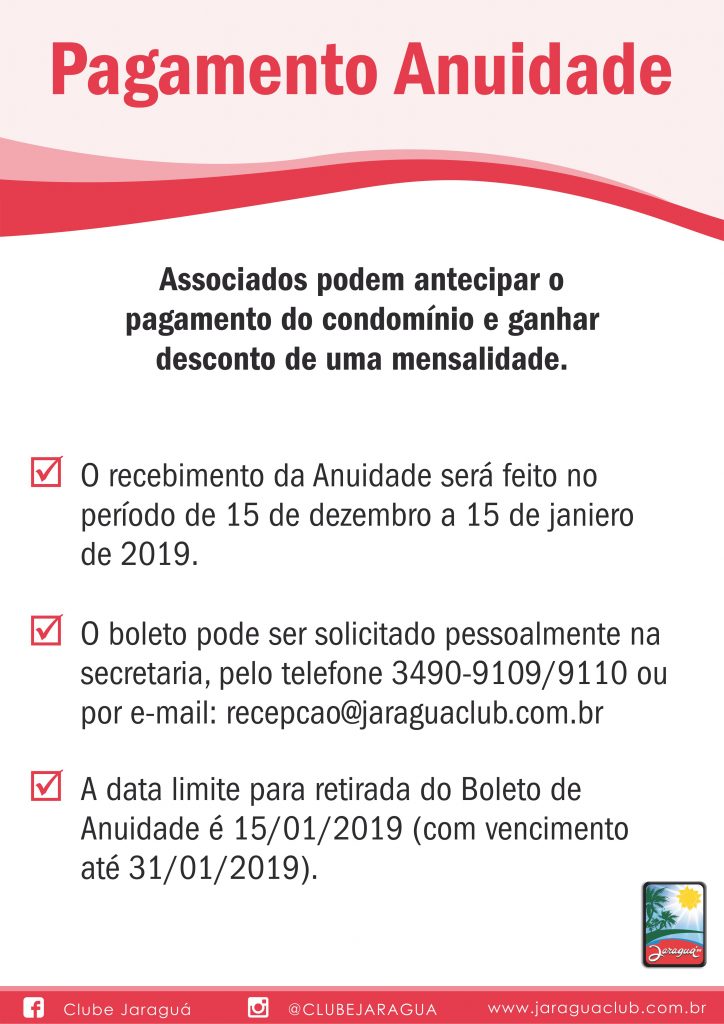 Pagamento Anuidade
Associados podem antecipar o
pagamento do condomínio e ganhar
desconto de uma mensalidade.
O recebimento da Anuidade será feito no
período de 15 de dezembro a 15 de janiero
de 2019.
O boleto pode ser solicitado pessoalmente na
secretaria, pelo telefone 3490-9109/9110 ou
por e-mail: recepcao@jaraguaclub.com.br
A data limite para retirada do Boleto de
Anuidade é 15/01/2019 (com vencimento
até 31/01/2019).
Jaraguá
Clube Jaraguá
@CLUBEJARAGUA
www.jaraguaclub.com.br